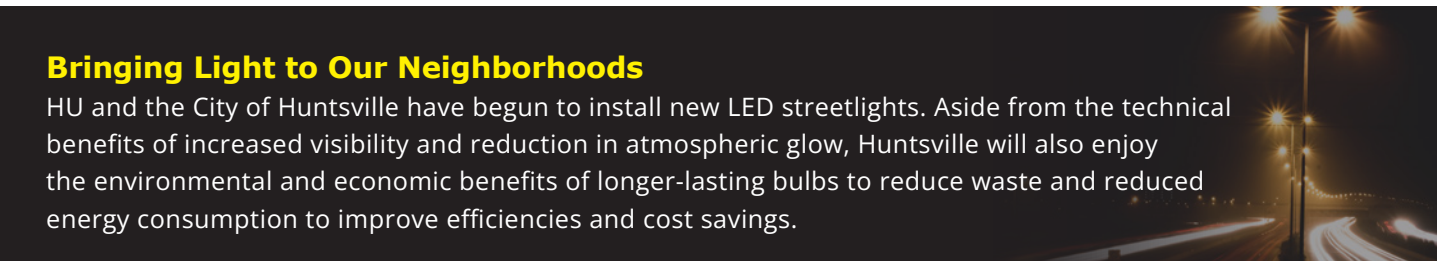 Bringing Light to Our Neighborhoods
HU and the City of Huntsville have begun to install new LED streetlights. Aside from the technical
benefits of increased visibility and reduction in atmospheric glow, Huntsville will also enjoy
the environmental and economic benefits of longer-lasting bulbs to reduce waste and reduced
energy consumption to improve efficiencies and cost savings.